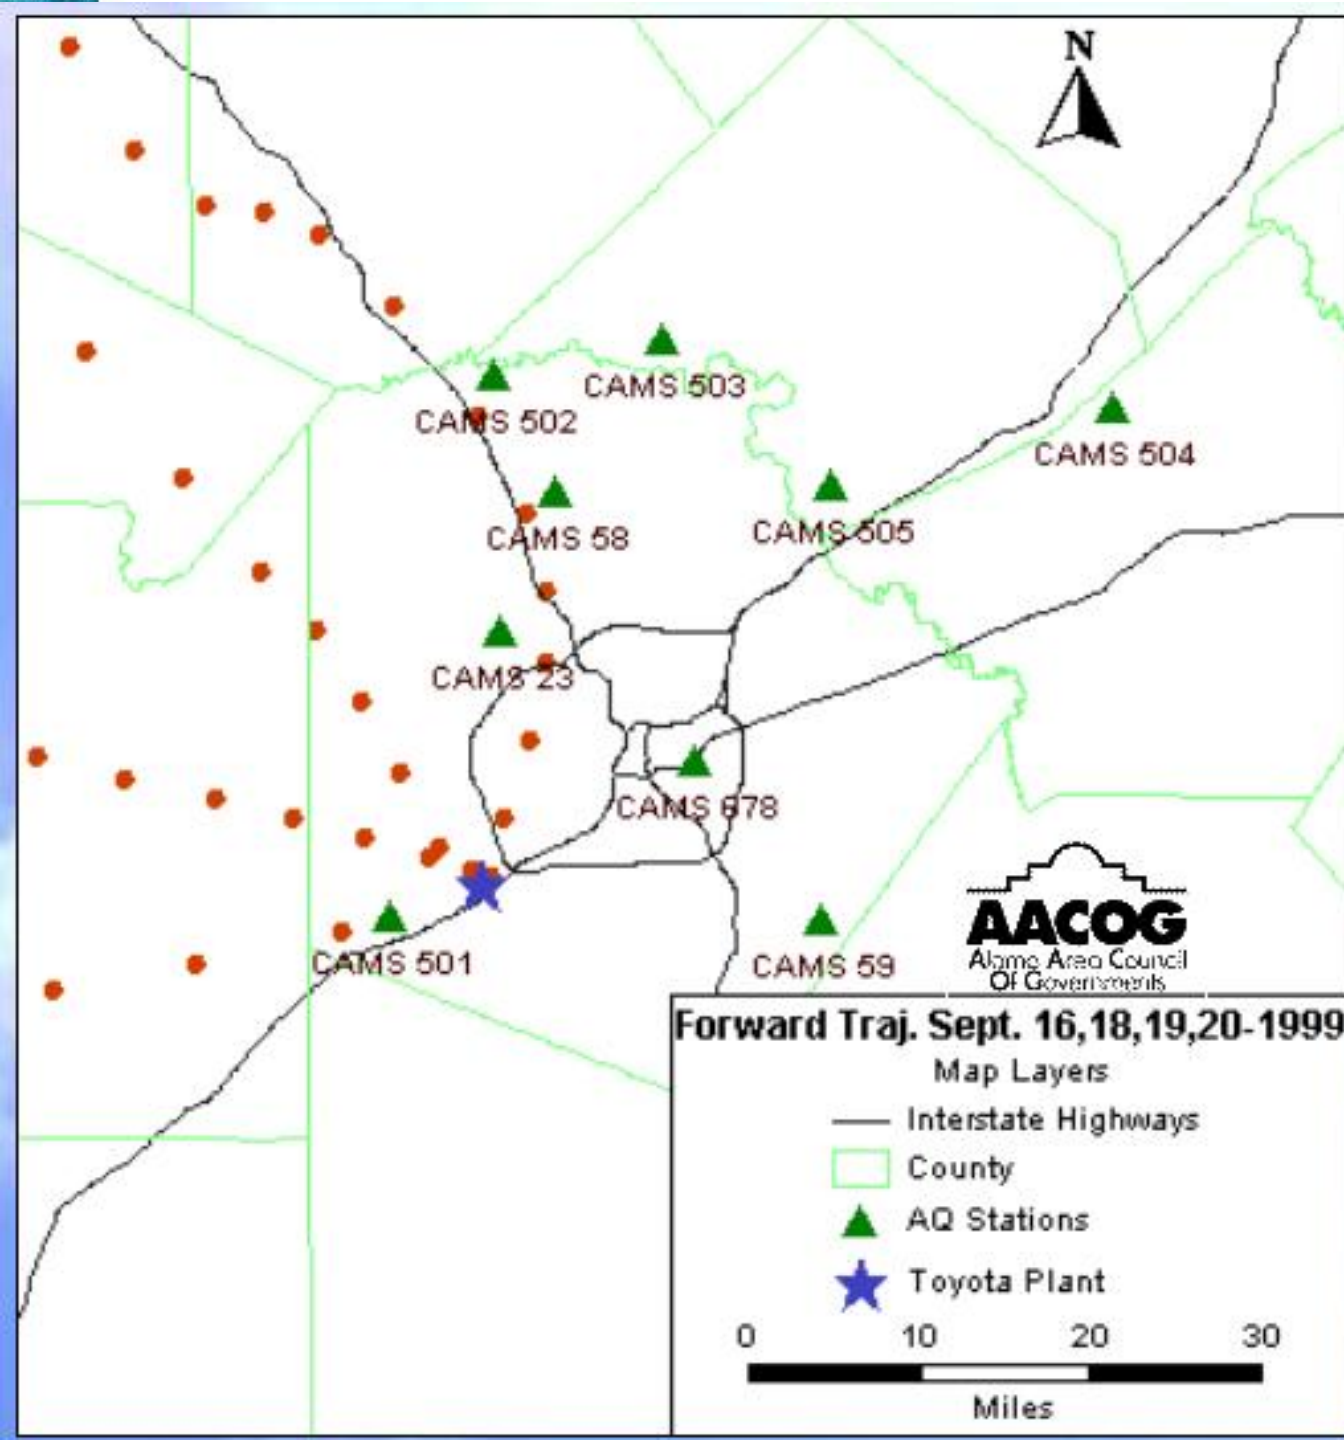 N
CAMS 503
CAMS 502
CAMS 504
CAMS 58
CAMS 505
CAMS 23
CAMS 678
CAMS 501
CAMS 59
AACOG
Alamo Area Council
Of Governments
Forward Traj. Sept. 16,18,19,20-1999
Map Layers
Interstate Highways
County
AQ Stations
Toyota Plant
0 10 20 30
Miles